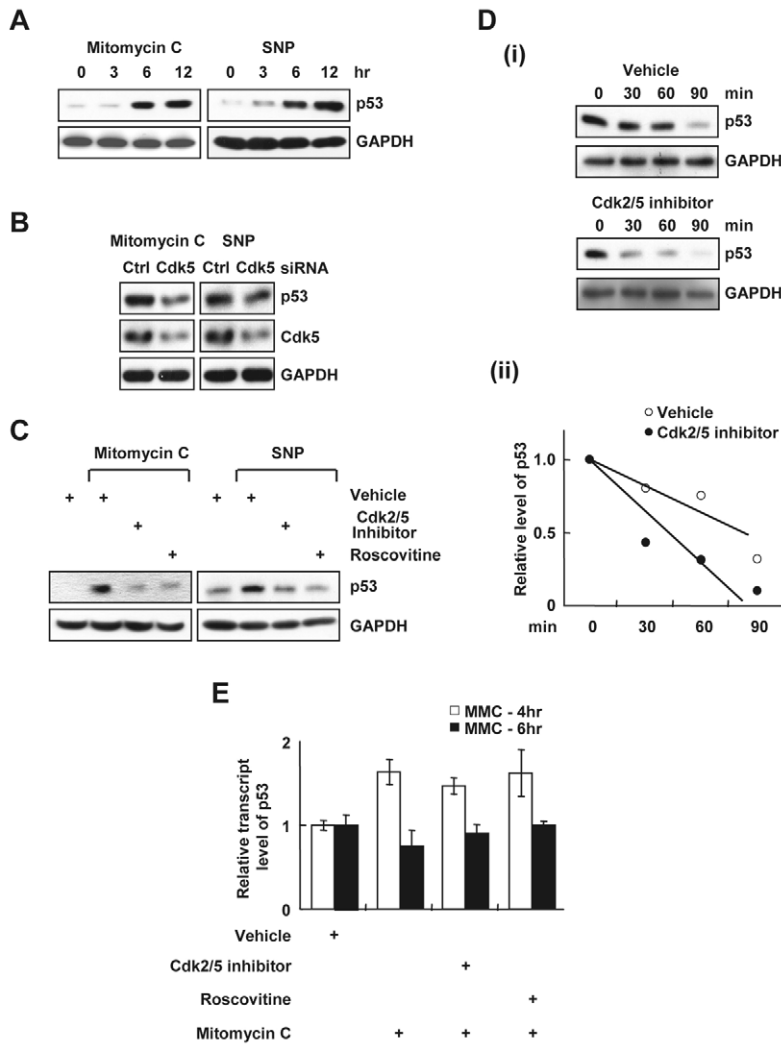 A
Mitomycin C SNP
0 3 6 12 0 3 6 12 hr
p53
GAPDH
B
Mitomycin C SNP
Ctrl Cdk5 Ctrl Cdk5 siRNA
p53
Cdk5
GAPDH
C
Mitomycin C SNP
+ + + + Vehicle
+ + Cdk2/5 Inhibitor
+ + Roscovitine
p53
GAPDH
D
(i)
Vehicle
0 30 60 90 min
p53
GAPDH
Cdk2/5 inhibitor
0 30 60 90 min
p53
GAPDH
(ii)
Vehicle
Cdk2/5 inhibitor
Relative level of p53
1.0
0.5
0
min 0 30 60 90
E
MMC - 4hr
MMC - 6hr
Relative transcript
level of p53
2
1
0
Vehicle +
Cdk2/5 inhibitor +
Roscovitine +
Mitomycin C + + +